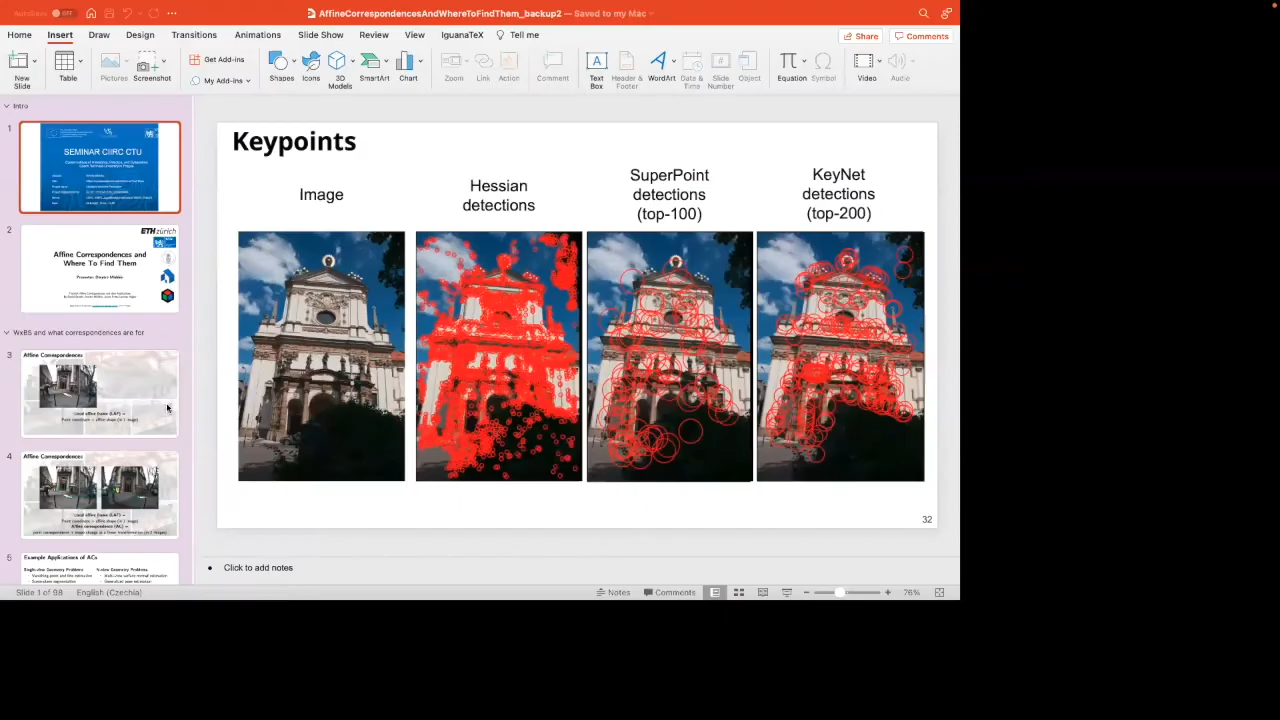 AutoSave OFF
AffineCorrespondencesAndWhereToFindThem_backup2 — Saved to my Mac
Home Insert Draw Design Transitions Animations Slide Show Review View IguanaTeX Tell me
Share Comments
New Slide
Table
Pictures
Screenshot
Get Add-ins
My Add-ins
Shapes
Icons
3D Models
SmartArt
Chart
Zoom
Link
Action
Comment
Text Box
Header & Footer
WordArt
Date & Time
Slide Number
Object
Equation
Symbol
Video
Audio
Intro
1
SEMINAR CIIRC CTU
2
ETH zürich
Affine Correspondences and
Where To Find Them
WxBS and what correspondences are for
3
Affine Correspondences
4
Affine Correspondences
5
Example Applications of ACs
Keypoints
Image
Hessian
detections
SuperPoint
detections
(top-100)
KeyNet
detections
(top-200)
32
Click to add notes
Slide 1 of 98
English (Czechia)
Notes
Comments
76%